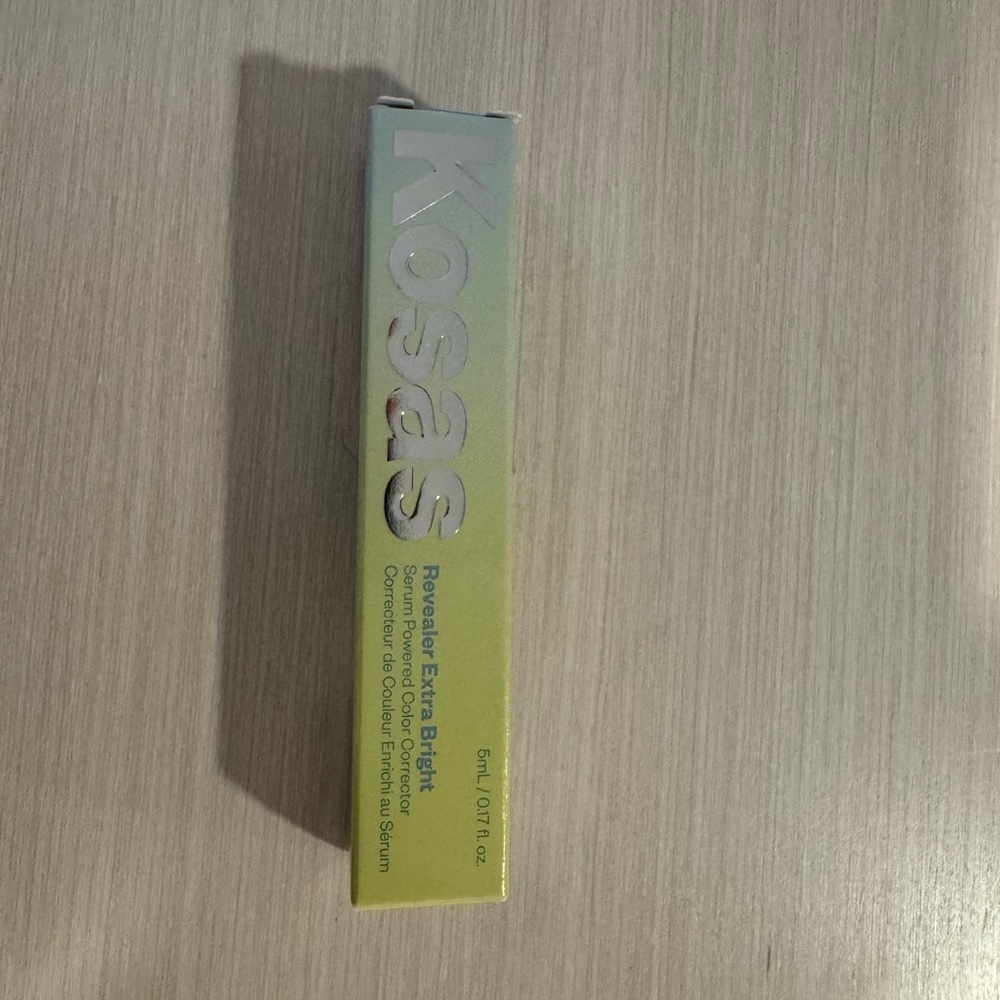 Kosas
Revealer Extra Bright
Serum Powered Color Corrector
Correcteur de Couleur Enrichi au Sérum
5mL / 0.17 fl. oz.